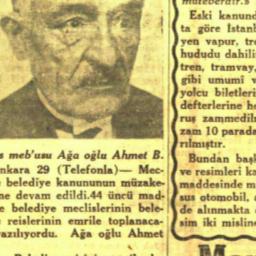 s meb'usu Ağa oğlu Ahmet B.
nkara 29 (Telefonla)— Mec-
e belediye kanununun müzake-
ne devam edildi.44 üncü mad-
e belediye meclislerinin bele-
reislerinin emrile toplanaca-
yazılıyordu. Ağa oğlu Ahmet
muteberdir.»
Eski kanund
ta göre İstanb
yen vapur, tre
hududu dahili
tren, tramvay,
gibi umumî v
yolcu biletleri
defterlerine he
ruş zammedilm
zam 10 parada
rılmıştır.
Bundan başk
ve resimleri ka
maddesinde m
sus otomobil, a
de alınmakta o
sim iki misline